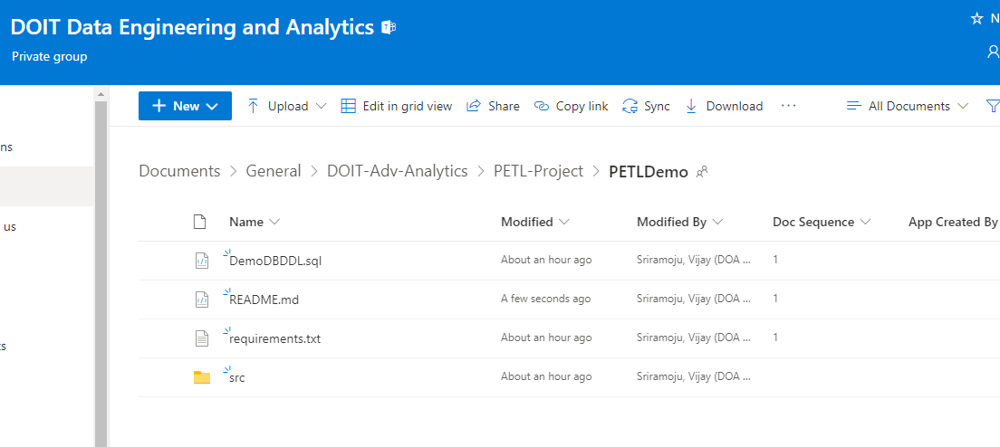 DOIT Data Engineering and Analytics
N
Private group
New Upload Edit in grid view Share Copy link Sync Download ··· All Documents
ns
us
Documents > General > DOIT-Adv-Analytics > PETL-Project > PETLDemo
Name Modified Modified By Doc Sequence App Created By
DemoDBDDL.sql About an hour ago Sriramoju, Vijay (DOA ... 1
README.md A few seconds ago Sriramoju, Vijay (DOA ... 1
requirements.txt About an hour ago Sriramoju, Vijay (DOA ... 1
src About an hour ago Sriramoju, Vijay (DOA ...